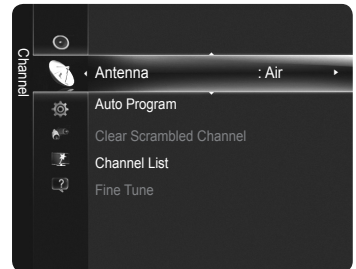 Channel
Antenna : Air
Auto Program
Clear Scrambled Channel
Channel List
Fine Tune